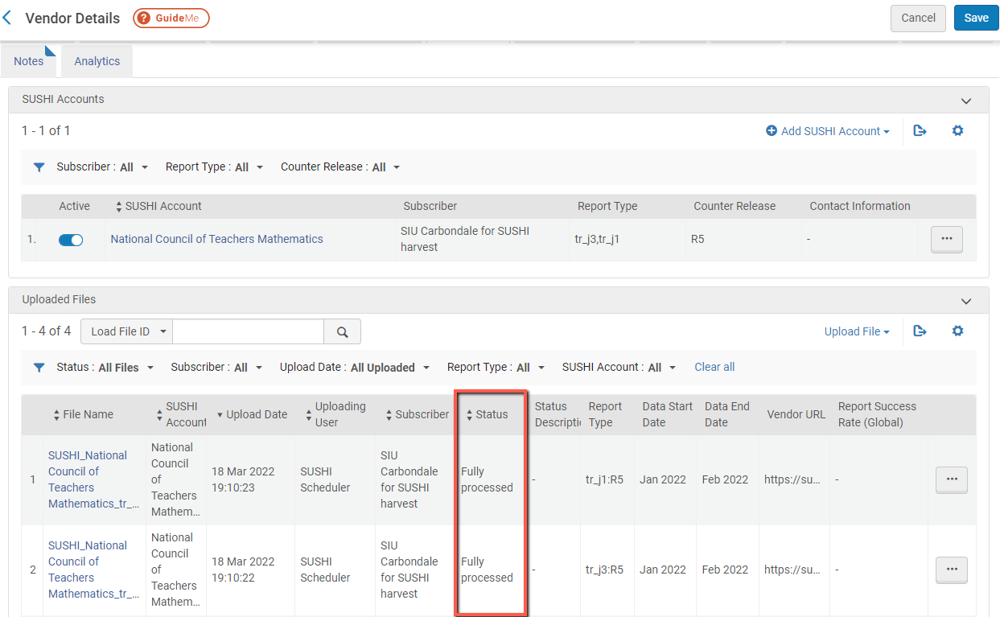 Vendor Details
GuideMe
Cancel
Save
Notes
Analytics
SUSHI Accounts
1 - 1 of 1
Add SUSHI Account
Subscriber : All
Report Type : All
Counter Release : All
Active
SUSHI Account
Subscriber
Report Type
Counter Release
Contact Information
1.
National Council of Teachers Mathematics
SIU Carbondale for SUSHI
harvest
tr_j3,tr_j1
R5
-
Uploaded Files
1 - 4 of 4
Load File ID
Upload File
Status : All Files
Subscriber : All
Upload Date : All Uploaded
Report Type : All
SUSHI Account : All
Clear all
File Name
SUSHI
Account
Upload Date
Uploading
User
Subscriber
Status
Status
Descriptic
Report
Type
Data Start
Date
Data End
Date
Vendor URL
Report Success
Rate (Global)
1
SUSHI_National
Council of
Teachers
Mathematics_tr_...
National
Council
of
Teachers
Mathem...
18 Mar 2022
19:10:23
SUSHI
Scheduler
SIU
Carbondale
for SUSHI
harvest
Fully
processed
-
tr_j1:R5
Jan 2022
Feb 2022
https://su...
-
2
SUSHI_National
Council of
Teachers
Mathematics_tr_...
National
Council
of
Teachers
Mathem...
18 Mar 2022
19:10:22
SUSHI
Scheduler
SIU
Carbondale
for SUSHI
harvest
Fully
processed
-
tr_j3:R5
Jan 2022
Feb 2022
https://su...
-